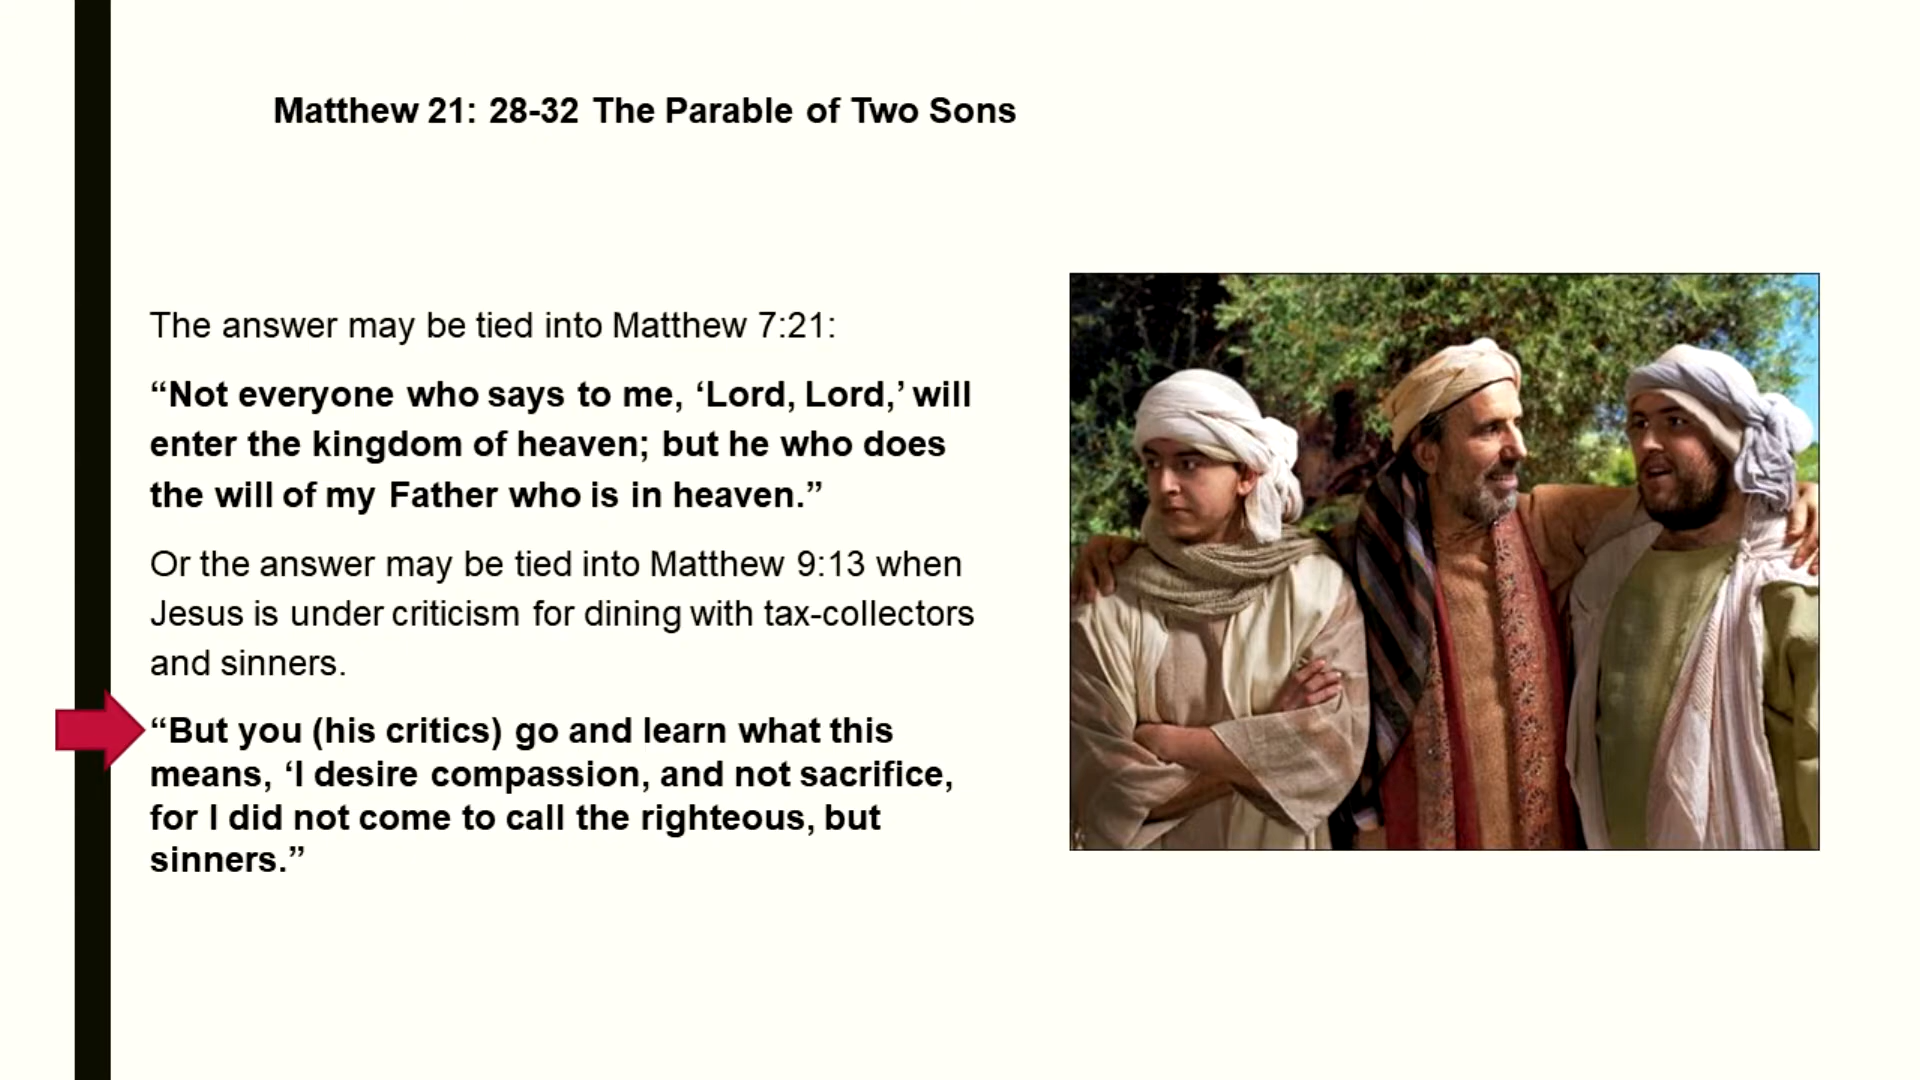 Matthew 21: 28-32 The Parable of Two Sons
The answer may be tied into Matthew 7:21:
“Not everyone who says to me, ‘Lord, Lord,’ will
enter the kingdom of heaven; but he who does
the will of my Father who is in heaven.”
Or the answer may be tied into Matthew 9:13 when
Jesus is under criticism for dining with tax-collectors
and sinners.
“But you (his critics) go and learn what this
means, ‘I desire compassion, and not sacrifice,
for I did not come to call the righteous, but
sinners.”